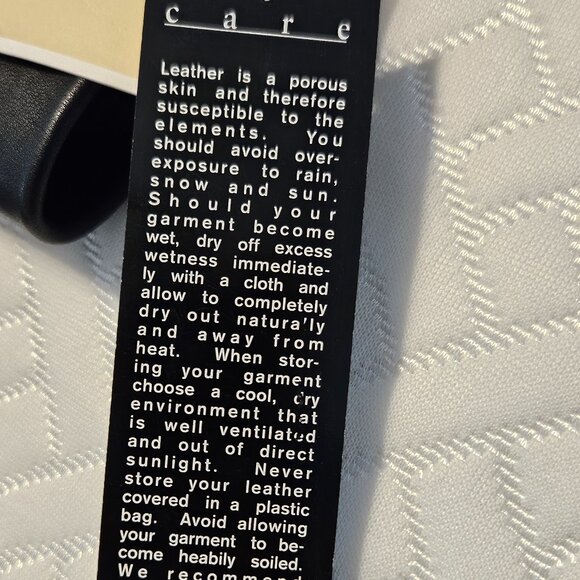 care
Leather is a porous
skin and therefore
susceptible to the
elements. You
should avoid over-
exposure to rain,
snow and sun.
Should your
garment become
wet, dry off excess
wetness immediate-
ly with a cloth and
allow to completely
dry out natura'ly
and away from
heat. When stor-
ing your garment
choose a cool, dry
environment that
is well ventilated
and out of direct
sunlight. Never
store your leather
covered in a plastic
bag. Avoid allowing
your garment to be-
come heabily soiled.
We recommend